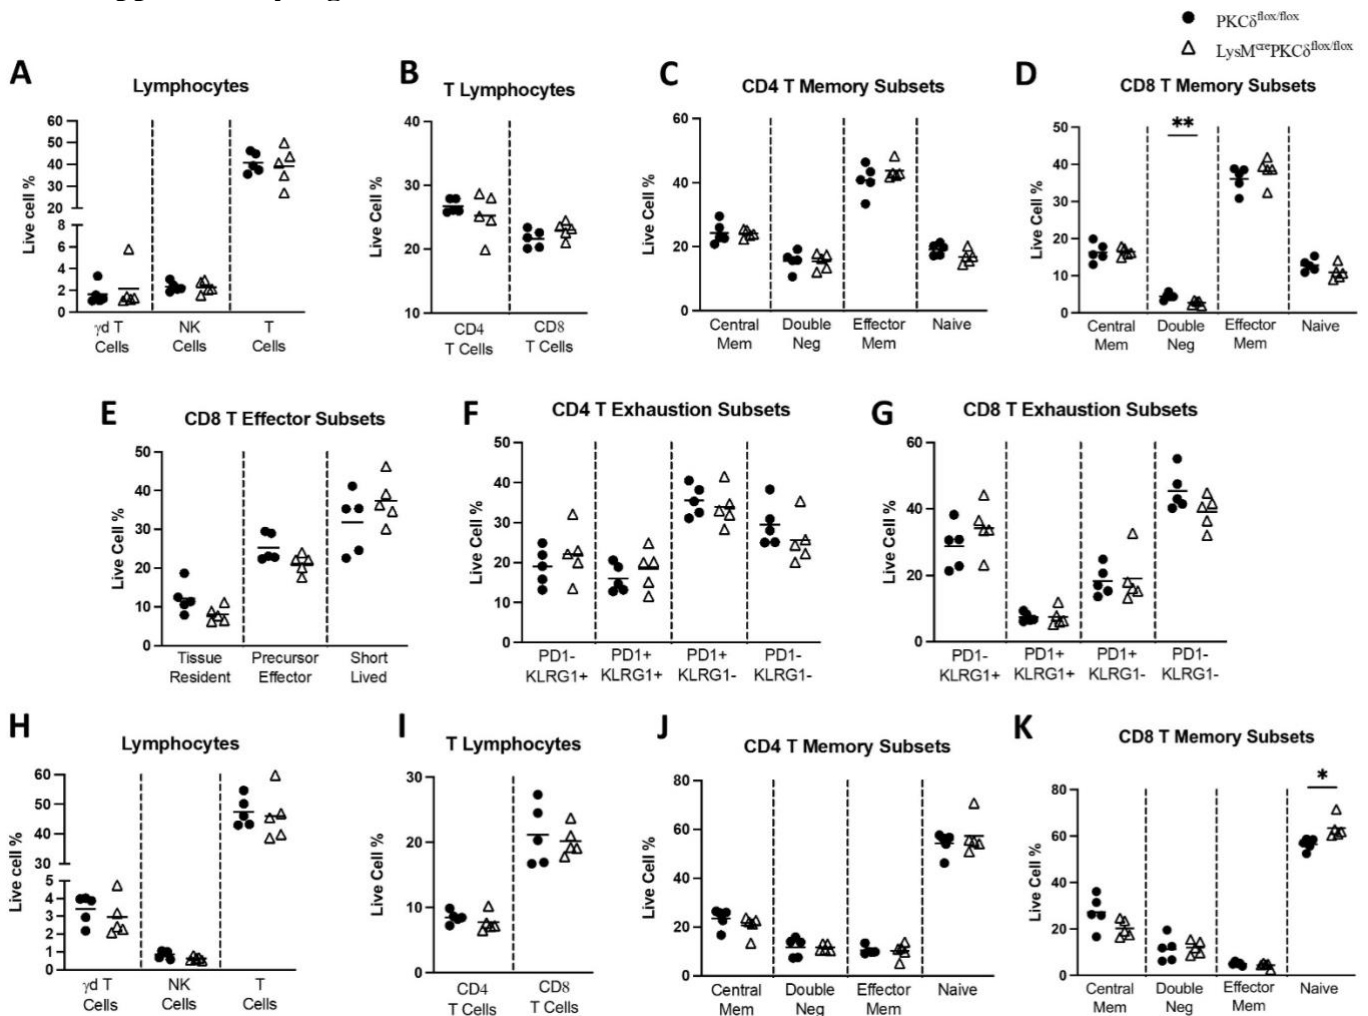 PKCδflox/flox
LysMcrePKCδflox/flox
A
Lymphocytes
Live cell %
60
50
40
30
20
8
6
4
2
0
γd T
Cells
NK
Cells
T
Cells
B
T Lymphocytes
Live Cell %
40
30
20
10
CD4
T Cells
CD8
T Cells
C
CD4 T Memory Subsets
Live Cell %
60
40
20
0
Central
Mem
Double
Neg
Effector
Mem
Naive
D
CD8 T Memory Subsets
**
Live Cell %
50
40
30
20
10
0
Central
Mem
Double
Neg
Effector
Mem
Naive
E
CD8 T Effector Subsets
Live Cell %
50
40
30
20
10
0
Tissue
Resident
Precursor
Effector
Short
Lived
F
CD4 T Exhaustion Subsets
Live Cell %
50
40
30
20
10
0
PD1-
KLRG1+
PD1+
KLRG1+
PD1+
KLRG1-
PD1-
KLRG1-
G
CD8 T Exhaustion Subsets
Live Cell %
60
40
20
0
PD1-
KLRG1+
PD1+
KLRG1+
PD1+
KLRG1-
PD1-
KLRG1-
H
Lymphocytes
Live cell %
60
50
40
30
5
4
3
2
1
0
γd T
Cells
NK
Cells
T
Cells
I
T Lymphocytes
Live Cell %
30
20
10
0
CD4
T Cells
CD8
T Cells
J
CD4 T Memory Subsets
Live Cell %
80
60
40
20
0
Central
Mem
Double
Neg
Effector
Mem
Naive
K
CD8 T Memory Subsets
*
Live Cell %
80
60
40
20
0
Central
Mem
Double
Neg
Effector
Mem
Naive